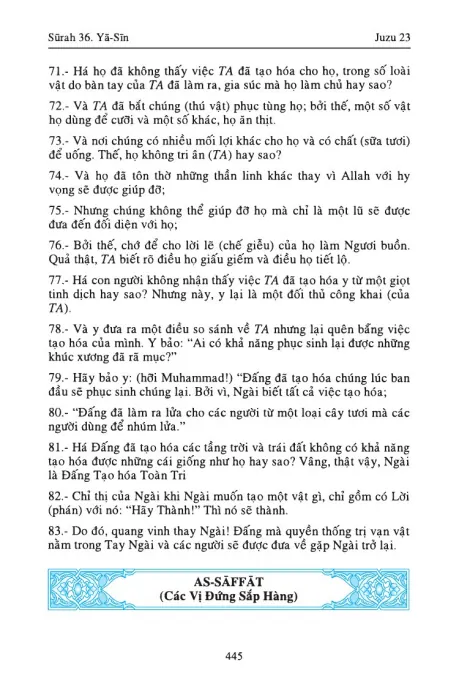 Sūrah 36. Yā-Sīn
Juzu 23
71.- Há họ đã không thấy việc TA đã tạo hóa cho họ, trong số loài
vật do bàn tay của TA đã làm ra, gia súc mà họ làm chủ hay sao?
72.- Và TA đã bắt chúng (thú vật) phục tùng họ; bởi thế, một số vật
họ dùng để cưỡi và một số khác, họ ăn thịt.
73.- Và nơi chúng có nhiều mối lợi khác cho họ và có chất (sữa tươi)
để uống. Thế, họ không tri ân (TA) hay sao?
74.- Và họ đã tôn thờ những thần linh khác thay vì Allah với hy
vọng sẽ được giúp đỡ;
75.- Nhưng chúng không thể giúp đỡ họ mà chỉ là một lũ sẽ được
đưa đến đối diện với họ;
76.- Bởi thế, chớ để cho lời lẽ (chế giễu) của họ làm Ngươi buồn.
Quả thật, TA biết rõ điều họ giấu giếm và điều họ tiết lộ.
77.- Há con người không nhận thấy việc TA đã tạo hóa y từ một giọt
tinh dịch hay sao? Nhưng này, y lại là một đối thủ công khai (của
TA).
78.- Và y đưa ra một điều so sánh về TA nhưng lại quên bẵng việc
tạo hóa của mình. Y bảo: “Ai có khả năng phục sinh lại được những
khúc xương đã rã mục?”
79.- Hãy bảo y: (hỡi Muhammad!) “Đấng đã tạo hóa chúng lúc ban
đầu sẽ phục sinh chúng lại. Bởi vì, Ngài biết tất cả việc tạo hóa;
80.- “Đấng đã làm ra lửa cho các người từ một loại cây tươi mà các
người dùng để nhúm lửa.”
81.- Há Đấng đã tạo hóa các tầng trời và trái đất không có khả năng
tạo hóa được những cái giống như họ hay sao? Vâng, thật vậy, Ngài
là Đấng Tạo hóa Toàn Tri
82.- Chỉ thị của Ngài khi Ngài muốn tạo một vật gì, chỉ gồm có Lời
(phán) với nó: “Hãy Thành!” Thì nó sẽ thành.
83.- Do đó, quang vinh thay Ngài! Đấng mà quyền thống trị vạn vật
nằm trong Tay Ngài và các người sẽ được đưa về gặp Ngài trở lại.
AS-SĀFFĀT
(Các Vị Đứng Sắp Hàng)
445